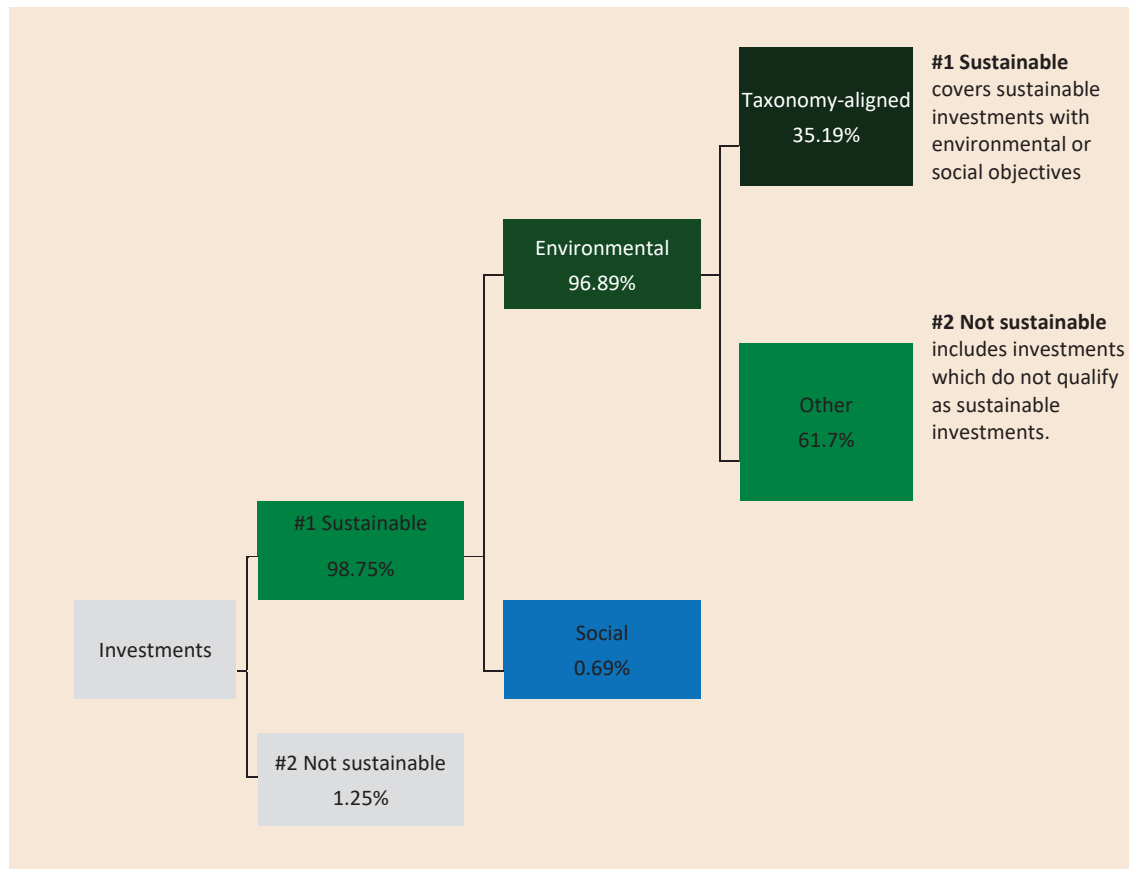 Taxonomy-aligned
35.19%
#1 Sustainable
covers sustainable
investments with
environmental or
social objectives
Environmental
96.89%
#2 Not sustainable
includes investments
which do not qualify
as sustainable
investments.
Other
61.7%
#1 Sustainable
98.75%
Investments
Social
0.69%
#2 Not sustainable
1.25%